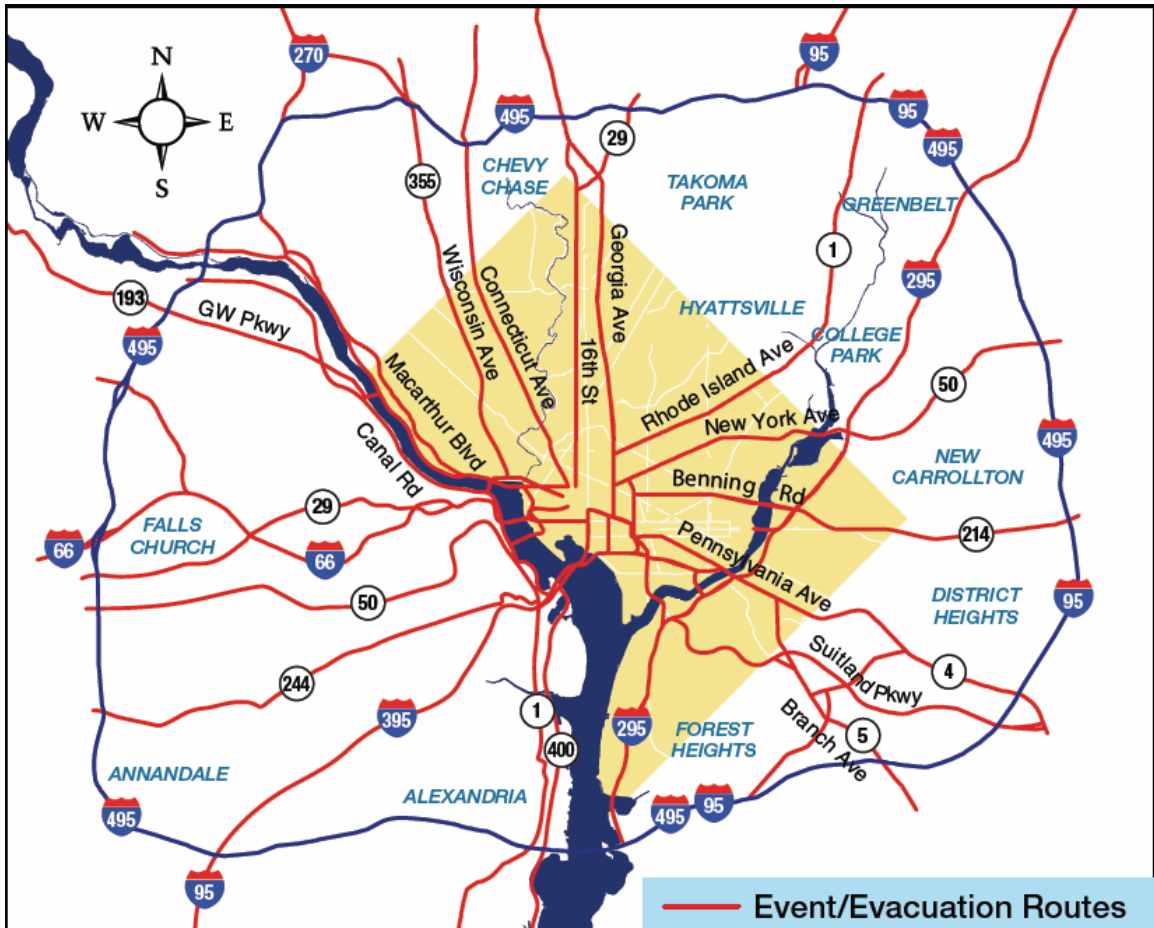 270
95
N
W
E
S
495
95
29
495
CHEVY
CHASE
355
TAKOMA
PARK
GREENBELT
1
Georgia Ave
Wisconsin Ave
Connecticut Ave
295
193
GW Pkwy
HYATTSVILLE
495
COLLEGE
PARK
16th St
Macarthur Blvd
Rhode Island Ave
50
New York Ave
Canal Rd
495
NEW
CARROLLTON
Benning Rd
29
FALLS
CHURCH
66
66
214
Pennsylvania Ave
50
95
DISTRICT
HEIGHTS
244
Suitland Pkwy
4
395
1
295
Branch Ave
5
400
FOREST
HEIGHTS
ANNANDALE
ALEXANDRIA
495
495
95
95
Event/Evacuation Routes